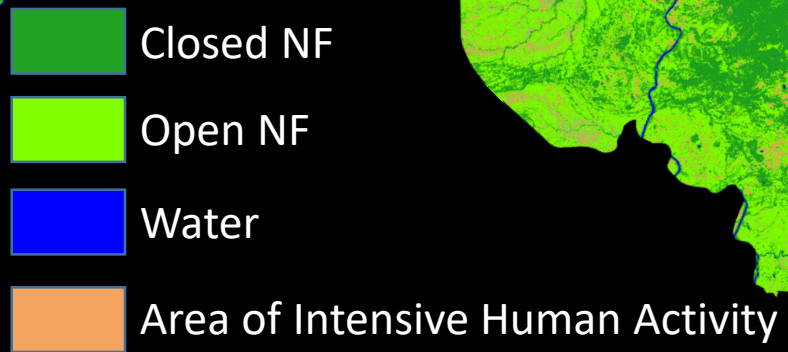 Closed NF
Open NF
Water
Area of Intensive Human Activity